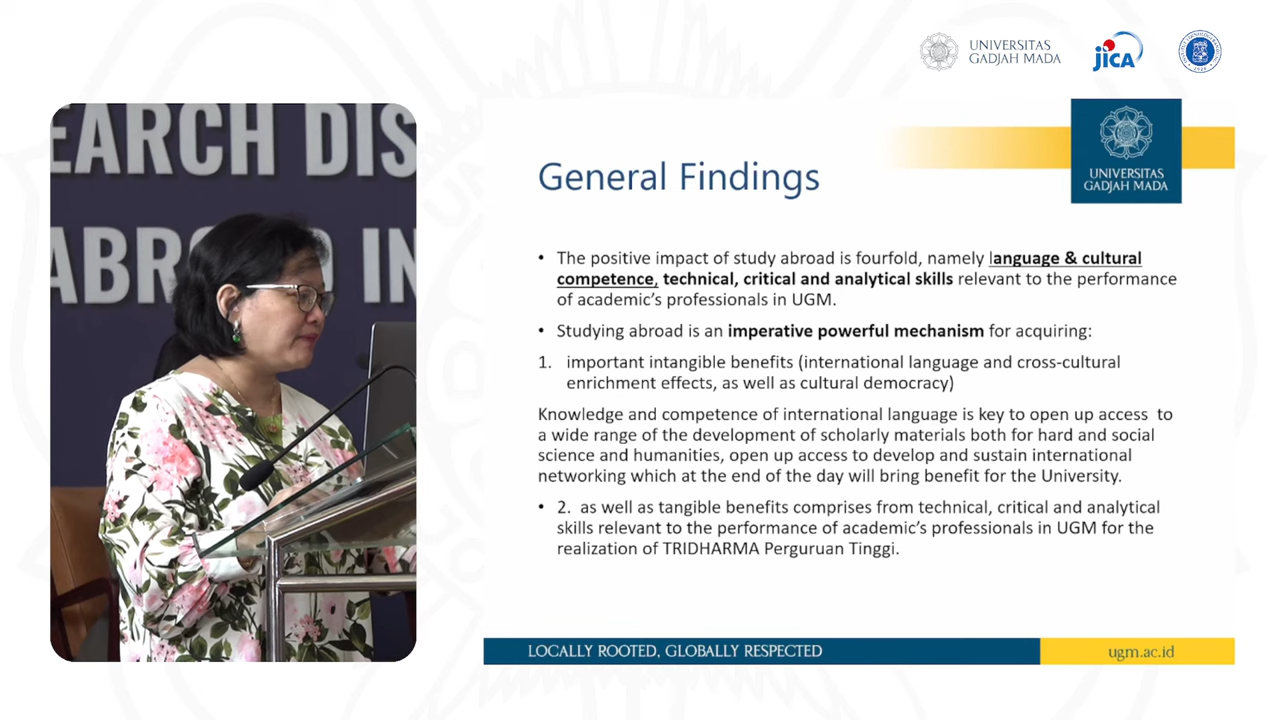 UNIVERSITAS
GADJAH MADA
JICA
EARCH DIS
ABR D IN
General Findings
UNIVERSITAS
GADJAH MADA
• The positive impact of study abroad is fourfold, namely language & cultural
competence, technical, critical and analytical skills relevant to the performance
of academic's professionals in UGM.
• Studying abroad is an imperative powerful mechanism for acquiring:
1. important intangible benefits (international language and cross-cultural
enrichment effects, as well as cultural democracy)
Knowledge and competence of international language is key to open up access to
a wide range of the development of scholarly materials both for hard and social
science and humanities, open up access to develop and sustain international
networking which at the end of the day will bring benefit for the University.
• 2. as well as tangible benefits comprises from technical, critical and analytical
skills relevant to the performance of academic's professionals in UGM for the
realization of TRIDHARMA Perguruan Tinggi.
LOCALLY ROOTED, GLOBALLY RESPECTED
ugm.ac.id